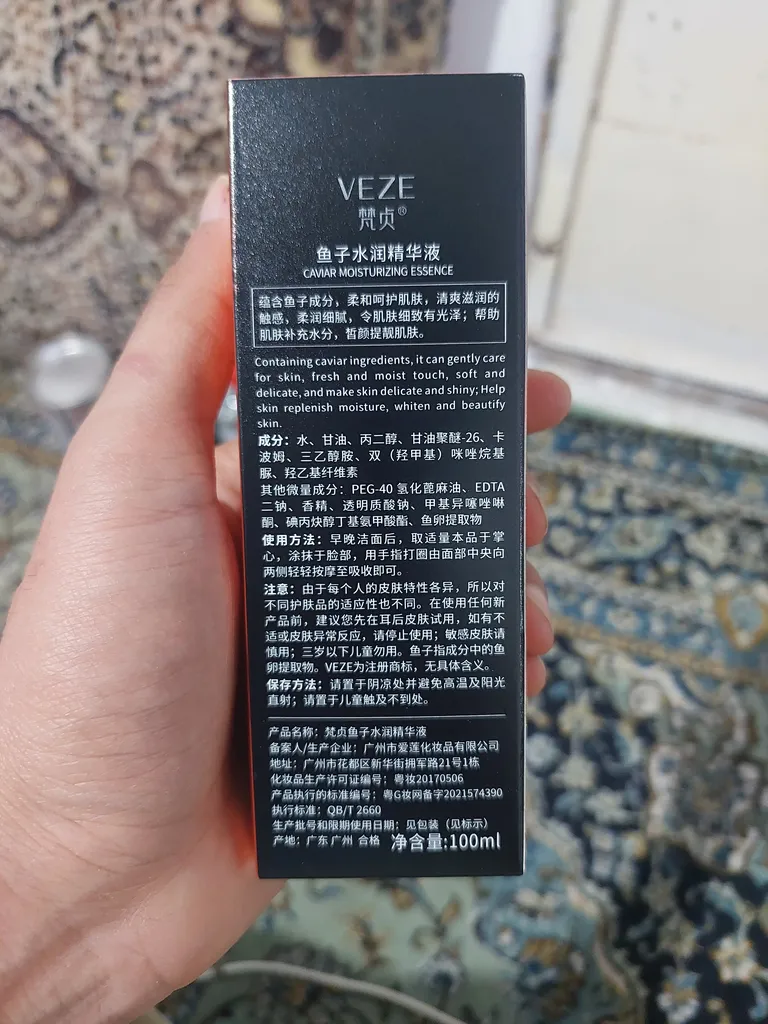 VEZE
梵贞®
鱼子水润精华液
CAVIAR MOISTURIZING ESSENCE
蕴含鱼子成分，柔和呵护肌肤，清爽滋润的
触感，柔润细腻，令肌肤细致有光泽；帮助
肌肤补充水分，皙颜提靓肌肤。
Containing caviar ingredients, it can gently care
for skin, fresh and moist touch, soft and
delicate, and make skin delicate and shiny; Help
skin replenish moisture, whiten and beautify
skin.
成分：水、甘油、丙二醇、甘油聚醚-26、卡
波姆、三乙醇胺、双（羟甲基）咪唑烷基
脲、羟乙基纤维素
其他微量成分：PEG-40 氢化蓖麻油、EDTA
二钠、香精、透明质酸钠、甲基异噻唑啉
酮、碘丙炔醇丁基氨甲酸酯、鱼卵提取物
使用方法：早晚洁面后，取适量本品于掌
心，涂抹于脸部，用手指打圈由面部中央向
两侧轻轻按摩至吸收即可。
注意：由于每个人的皮肤特性各异，所以对
不同护肤品的适应性也不同。在使用任何新
产品前，建议您先在耳后皮肤试用，如有不
适或皮肤异常反应，请停止使用；敏感皮肤请
慎用；三岁以下儿童勿用。鱼子指成分中的鱼
卵提取物。VEZE为注册商标，无具体含义。
保存方法：请置于阴凉处并避免高温及阳光
直射；请置于儿童触及不到处。
产品名称：梵贞鱼子水润精华液
备案人/生产企业：广州市爱莲化妆品有限公司
地址：广州市花都区新华街拥军路21号1栋
化妆品生产许可证编号：粤妆20170506
产品执行的标准编号：粤G妆网备字2021574390
执行标准：QB/T 2660
生产批号和限期使用日期：见包装（见标示）
产地：广东 广州 合格 净含量:100ml